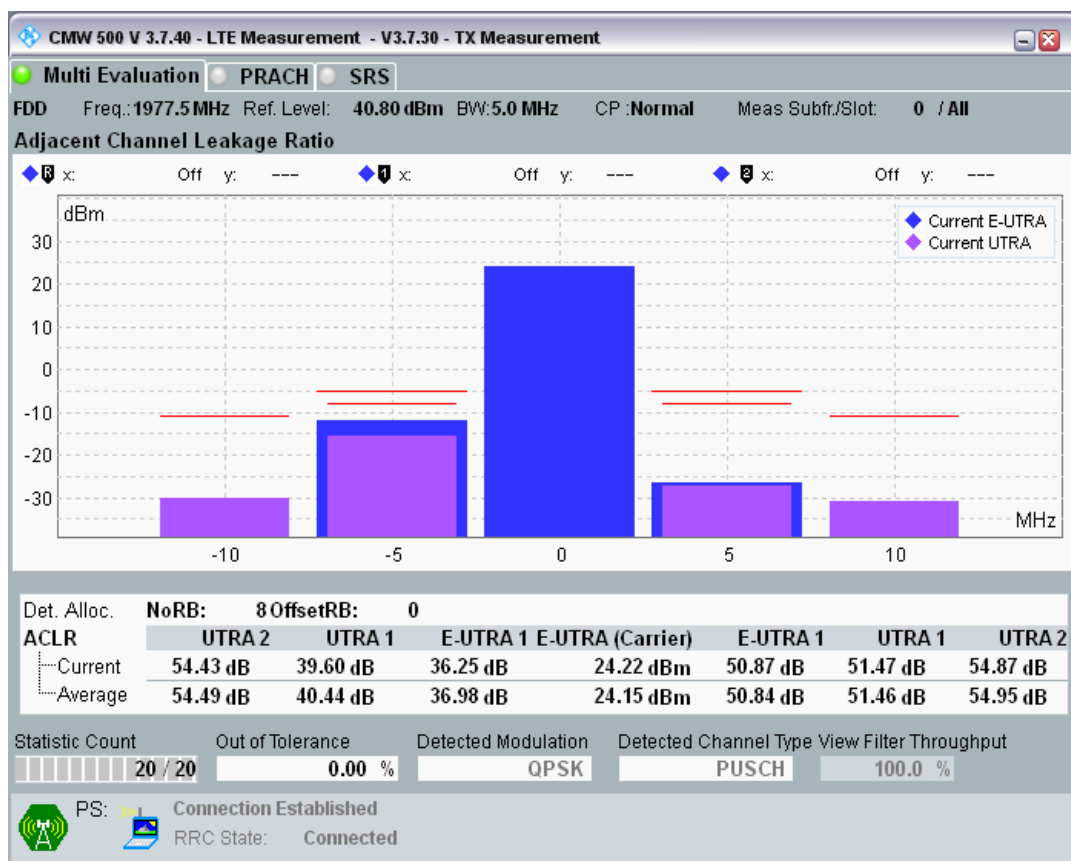 CMW 500 V 3.7.40 - LTE Measurement - V3.7.30 - TX Measurement
Multi Evaluation PRACH SRS
FDD Freq.: 1977.5 MHz Ref. Level: 40.80 dBm BW: 5.0 MHz CP : Normal Meas Subfr./Slot: 0 / All
Adjacent Channel Leakage Ratio
R x: Off y: --- 1 x: Off y: --- 2 x: Off y: ---
dBm
Current E-UTRA
Current UTRA
30
20
10
0
-10
-20
-30
MHz
-10 -5 0 5 10
Det. Alloc. NoRB: 8 OffsetRB: 0
ACLR UTRA 2 UTRA 1 E-UTRA 1 E-UTRA (Carrier) E-UTRA 1 UTRA 1 UTRA 2
Current 54.43 dB 39.60 dB 36.25 dB 24.22 dBm 50.87 dB 51.47 dB 54.87 dB
Average 54.49 dB 40.44 dB 36.98 dB 24.15 dBm 50.84 dB 51.46 dB 54.95 dB
Statistic Count Out of Tolerance Detected Modulation Detected Channel Type View Filter Throughput
20 / 20 0.00 % QPSK PUSCH 100.0 %
PS: Connection Established
RRC State: Connected